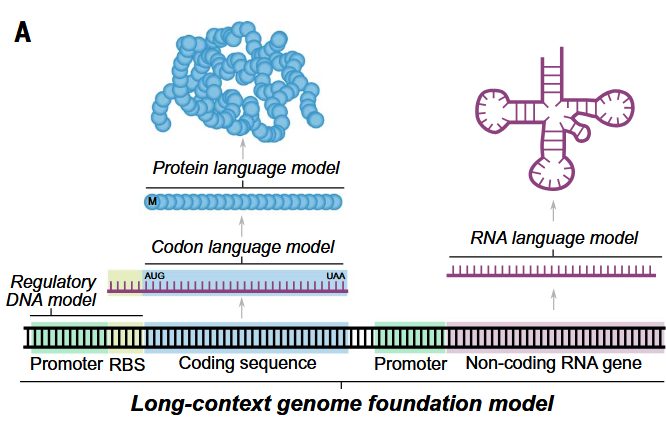 A
Protein language model
M
Codon language model
AUG
UAA
RNA language model
Regulatory
DNA model
Promoter
RBS
Coding sequence
Promoter
Non-coding RNA gene
Long-context genome foundation model